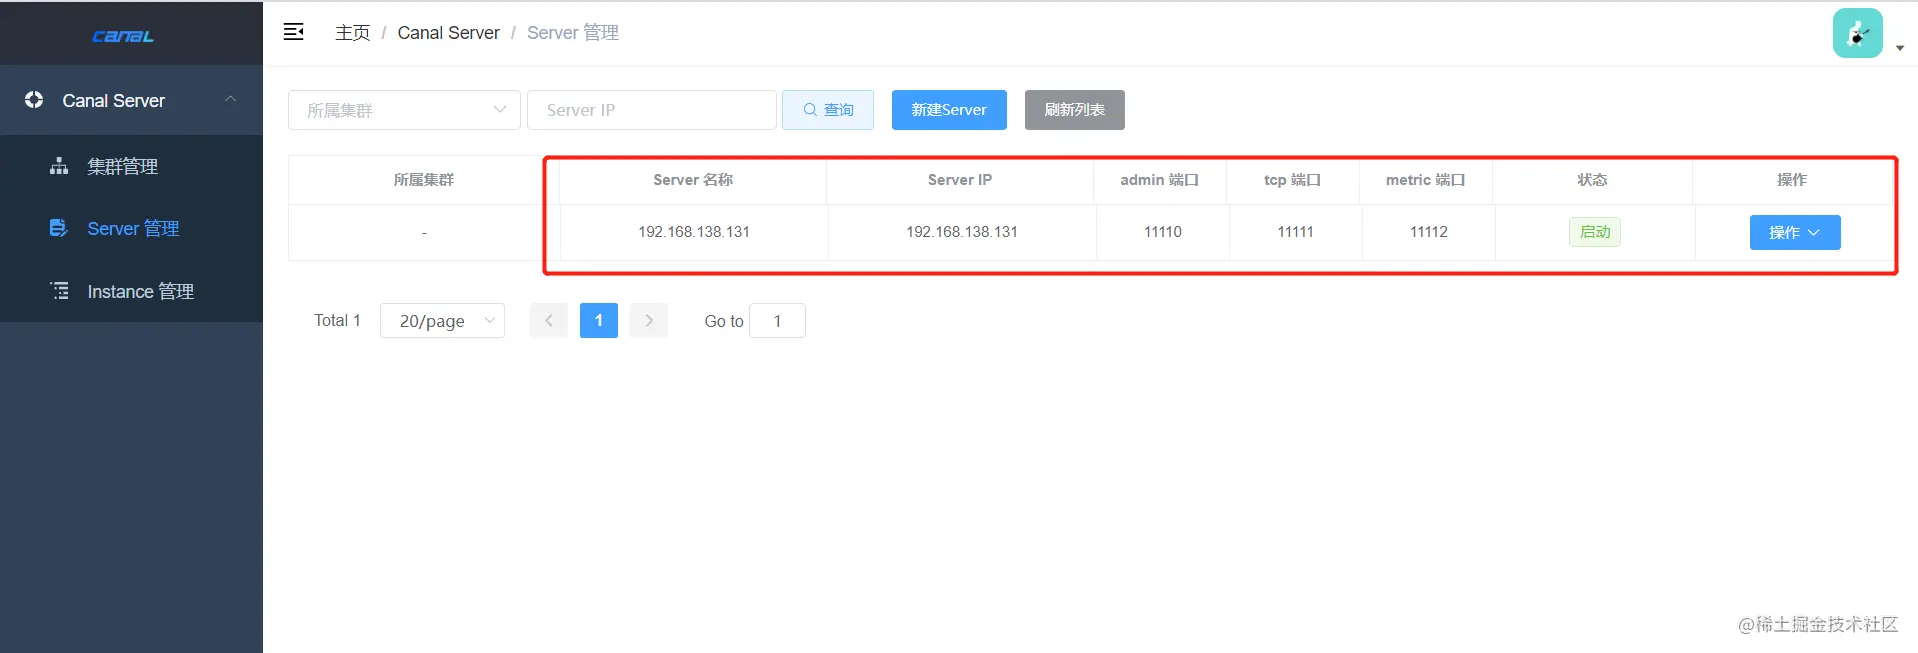 canal
主页 / Canal Server / Server 管理
Canal Server
集群管理
Server 管理
Instance 管理
所属集群 Server IP 查询 新建Server 刷新列表
所属集群 Server 名称 Server IP admin 端口 tcp 端口 metric 端口 状态 操作
- 192.168.138.131 192.168.138.131 11110 11111 11112 启动 操作
Total 1 20/page 1 Go to 1
@稀土掘金技术社区